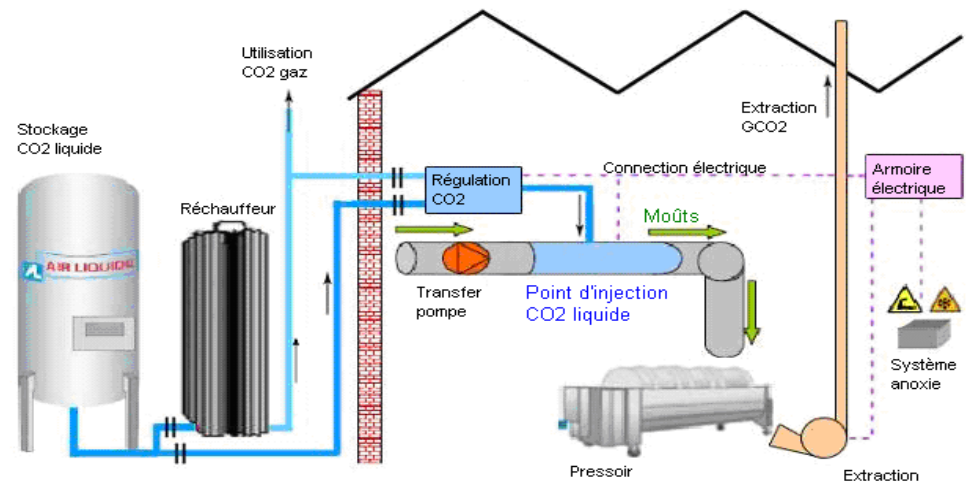 Utilisation
CO2 gaz
Stockage
CO2 liquide
Extraction
GCO2
Connection électrique
Armoire
électrique
Régulation
CO2
Réchauffeur
Moûts
AIR LIQUIDE
Transfer
pompe
Point d'injection
CO2 liquide
Système
anoxie
Pressoir
Extraction